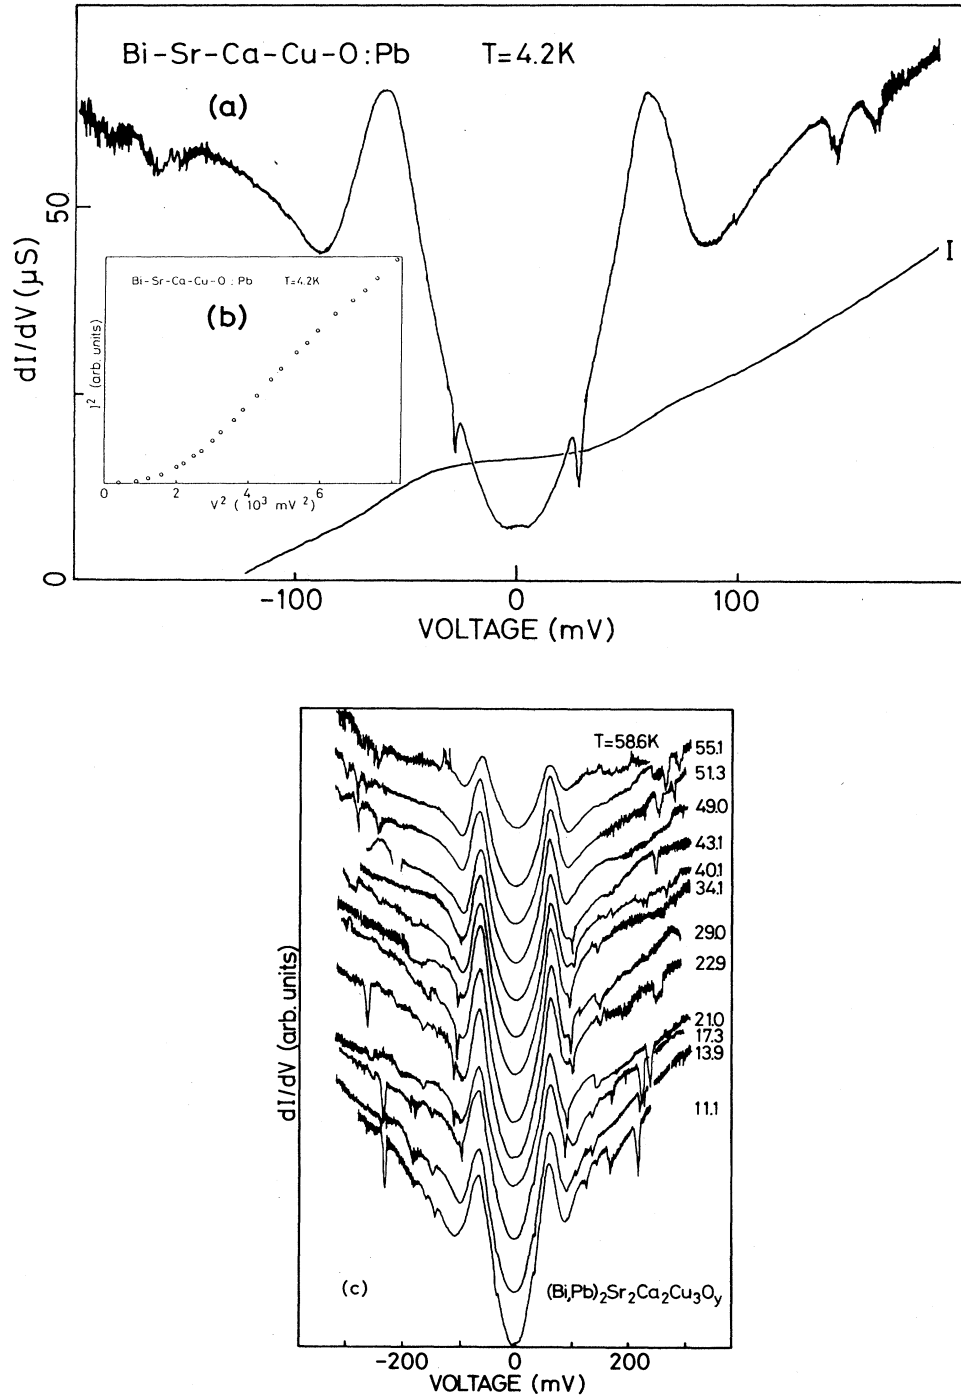 Bi-Sr-Ca-Cu-O:Pb T=4.2K
(a)
50
0
dI/dV (µS)
I
Bi-Sr-Ca-Cu-O:Pb T=4.2K
(b)
I² (arb. units)
0 2 4 6
V² (10³ mV²)
-100 0 100
VOLTAGE (mV)
T=58.6K
55.1
51.3
49.0
43.1
40.1
34.1
29.0
22.9
21.0
17.3
13.9
11.1
dI/dV (arb. units)
(c)
(Bi,Pb)₂Sr₂Ca₂Cu₃Oy
-200 0 200
VOLTAGE (mV)